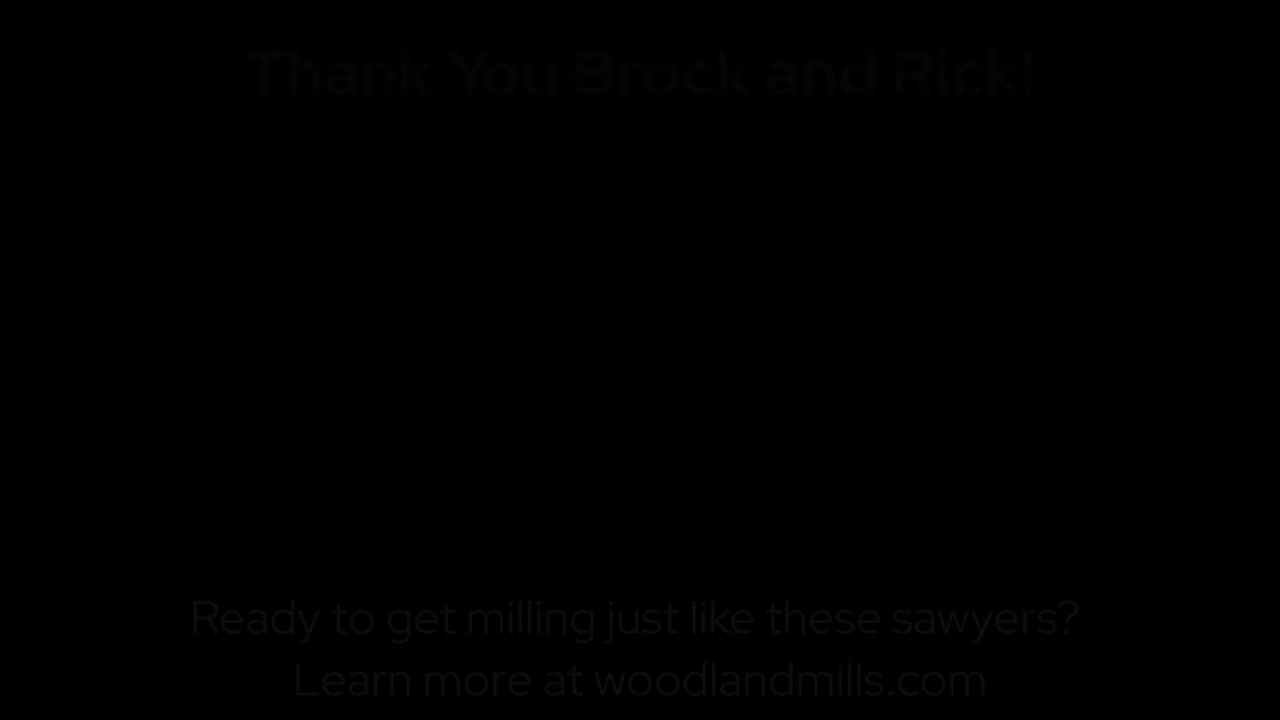 Thank You Brock and Rick!
Ready to get milling just like these sawyers?
Learn more at woodlandmills.com